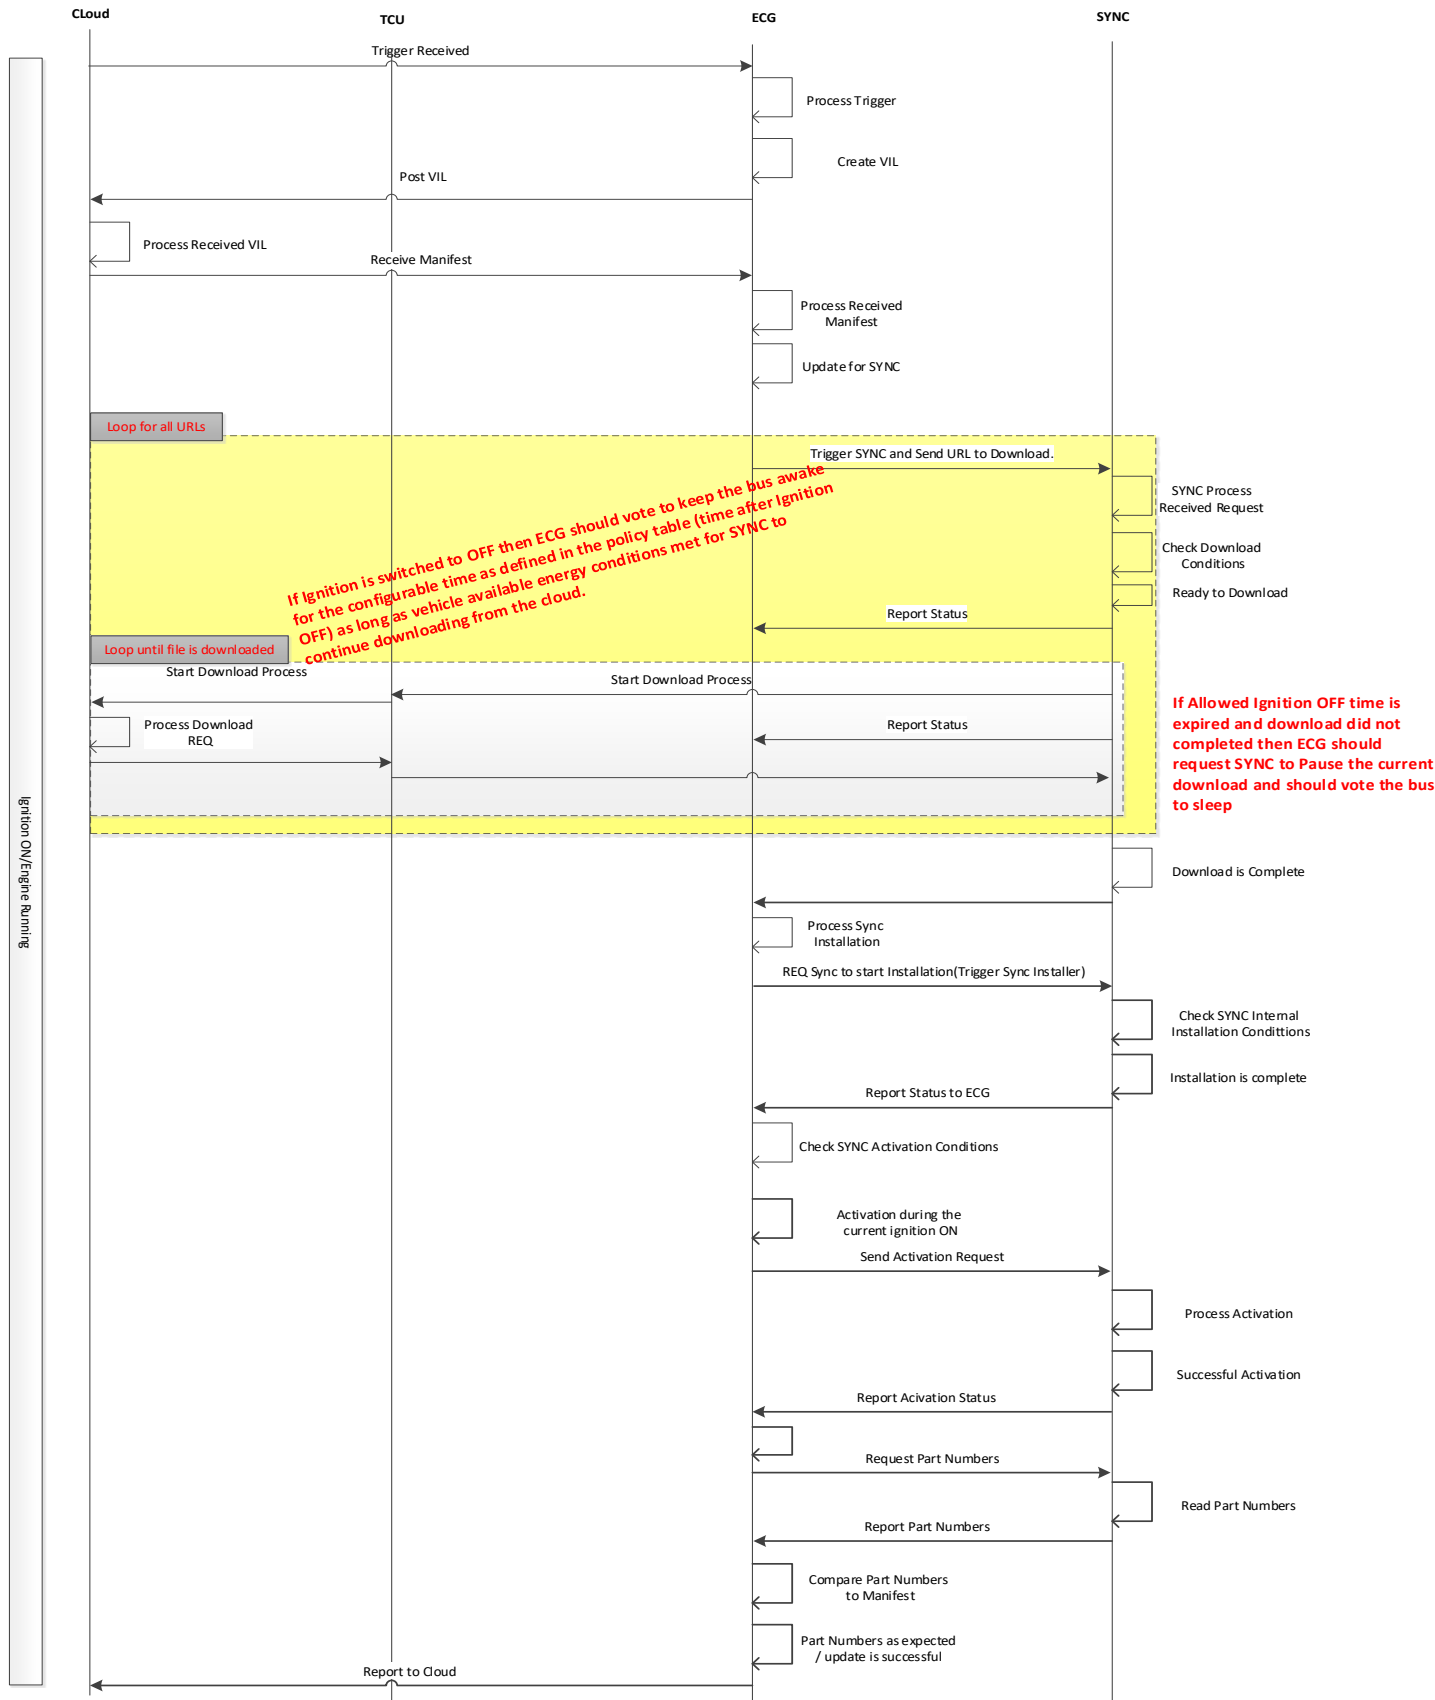 CLoud
TCU
ECG
SYNC
Trigger Received
Process Trigger
Create VIL
Post VIL
Process Received VIL
Receive Manifest
Process Received
Manifest
Update for SYNC
Loop for all URLs
Trigger SYNC and Send URL to Download.
SYNC Process
Received Request
If Ignition is switched to OFF then ECG should vote to keep the bus awake
for the configurable time as defined in the policy table (time after Ignition
OFF) as long as vehicle available energy conditions met for SYNC to
continue downloading from the cloud.
Check Download
Conditions
Ready to Download
Report Status
Loop until file is downloaded
Start Download Process
Start Download Process
Process Download
REQ
Report Status
If Allowed Ignition OFF time is
expired and download did not
completed then ECG should
request SYNC to Pause the current
download and should vote the bus
to sleep
Ignition ON/Engine Running
Download is Complete
Process Sync
Installation
REQ Sync to start Installation(Trigger Sync Installer)
Check SYNC Internal
Installation Condittions
Installation is complete
Report Status to ECG
Check SYNC Activation Conditions
Activation during the
current ignition ON
Send Activation Request
Process Activation
Successful Activation
Report Acivation Status
Request Part Numbers
Read Part Numbers
Report Part Numbers
Compare Part Numbers
to Manifest
Part Numbers as expected
/ update is successful
Report to Cloud